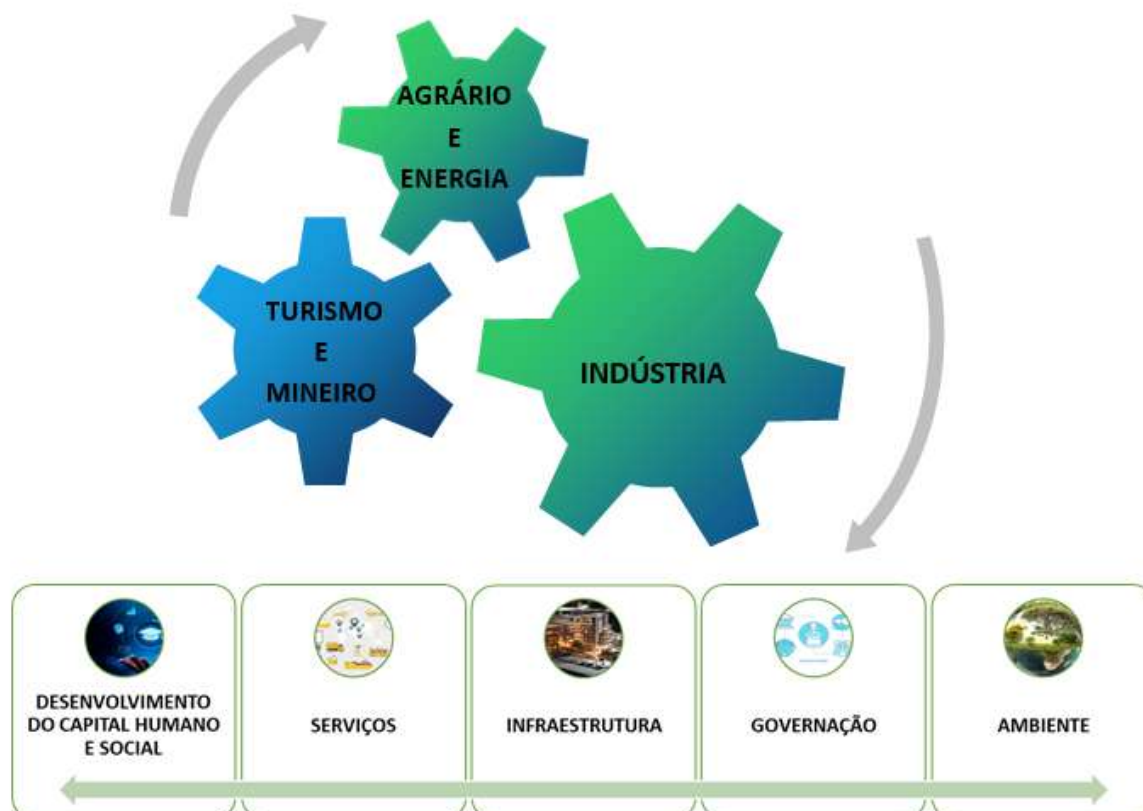 AGRÁRIO
E
ENERGIA
TURISMO
E
MINEIRO
INDÚSTRIA
DESENVOLVIMENTO
DO CAPITAL HUMANO
E SOCIAL
SERVIÇOS
INFRAESTRUTURA
GOVERNAÇÃO
AMBIENTE